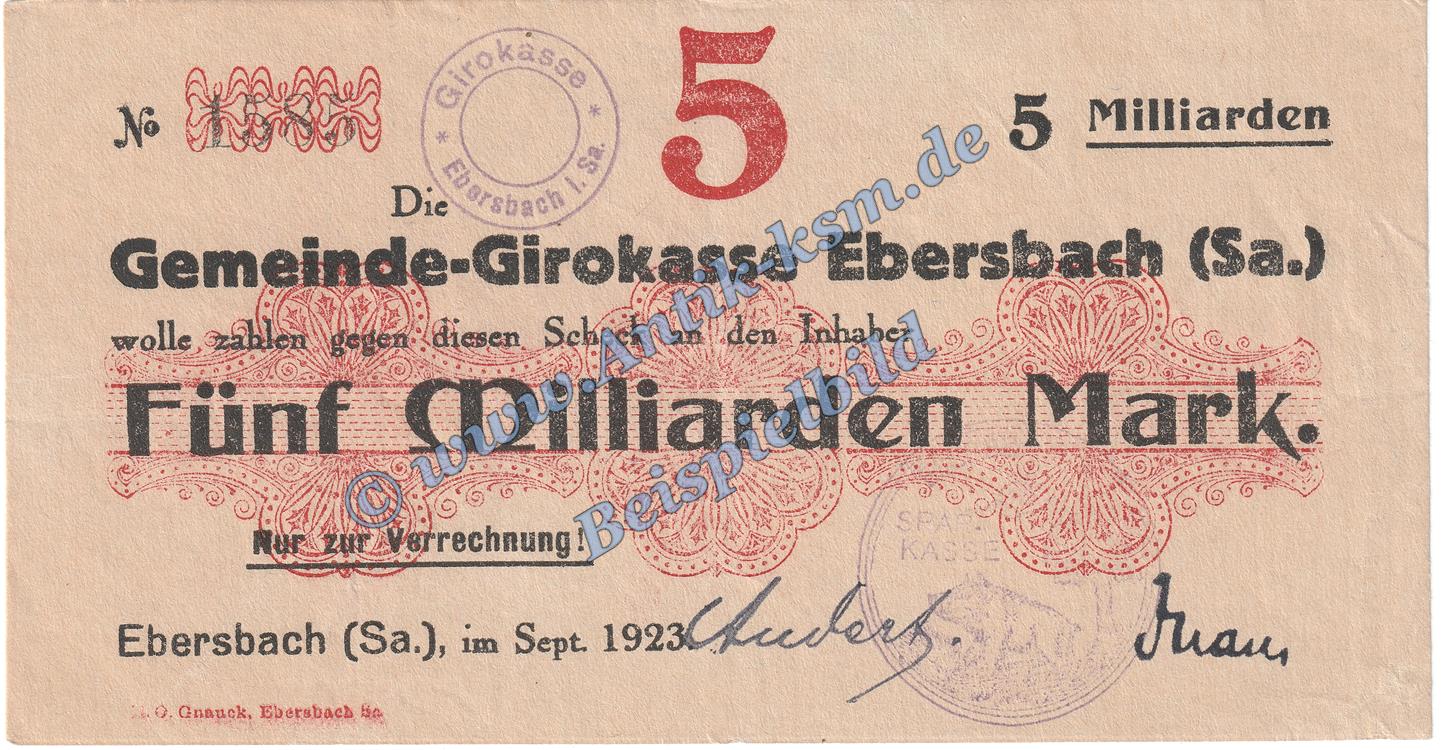 № 1585
* Girokasse * Ebersbach i. Sa.
5
5 Milliarden
Die
Gemeinde-Girokasse Ebersbach (Sa.)
wolle zahlen gegen diesen Scheck an den Inhaber
Fünf Milliarden Mark.
Nur zur Verrechnung!
SPAR-
KASSE
Ebersbach (Sa.), im Sept. 1923.
O. Gnauck, Ebersbach Sa
© www.Antik-ksm.de
Beispielbild